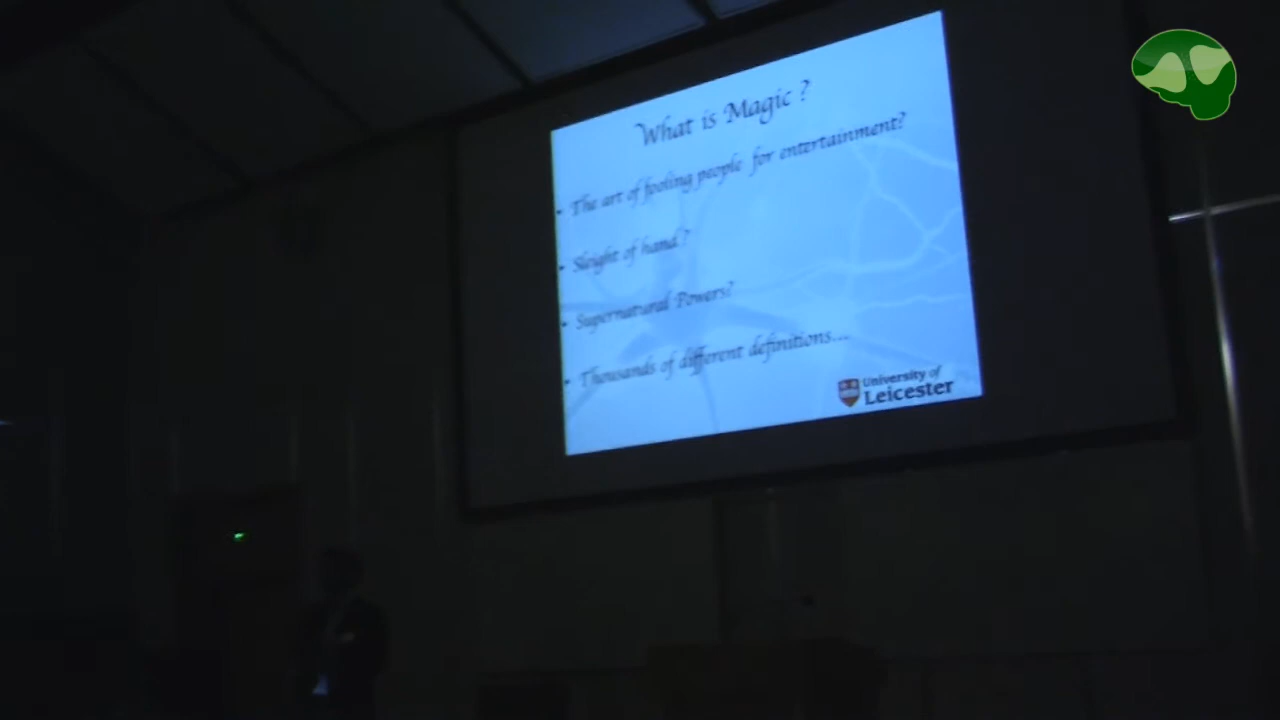 What is Magic ?
• The art of fooling people for entertainment?
• Sleight of hand ?
• Supernatural Powers?
• Thousands of different definitions...
University of
Leicester